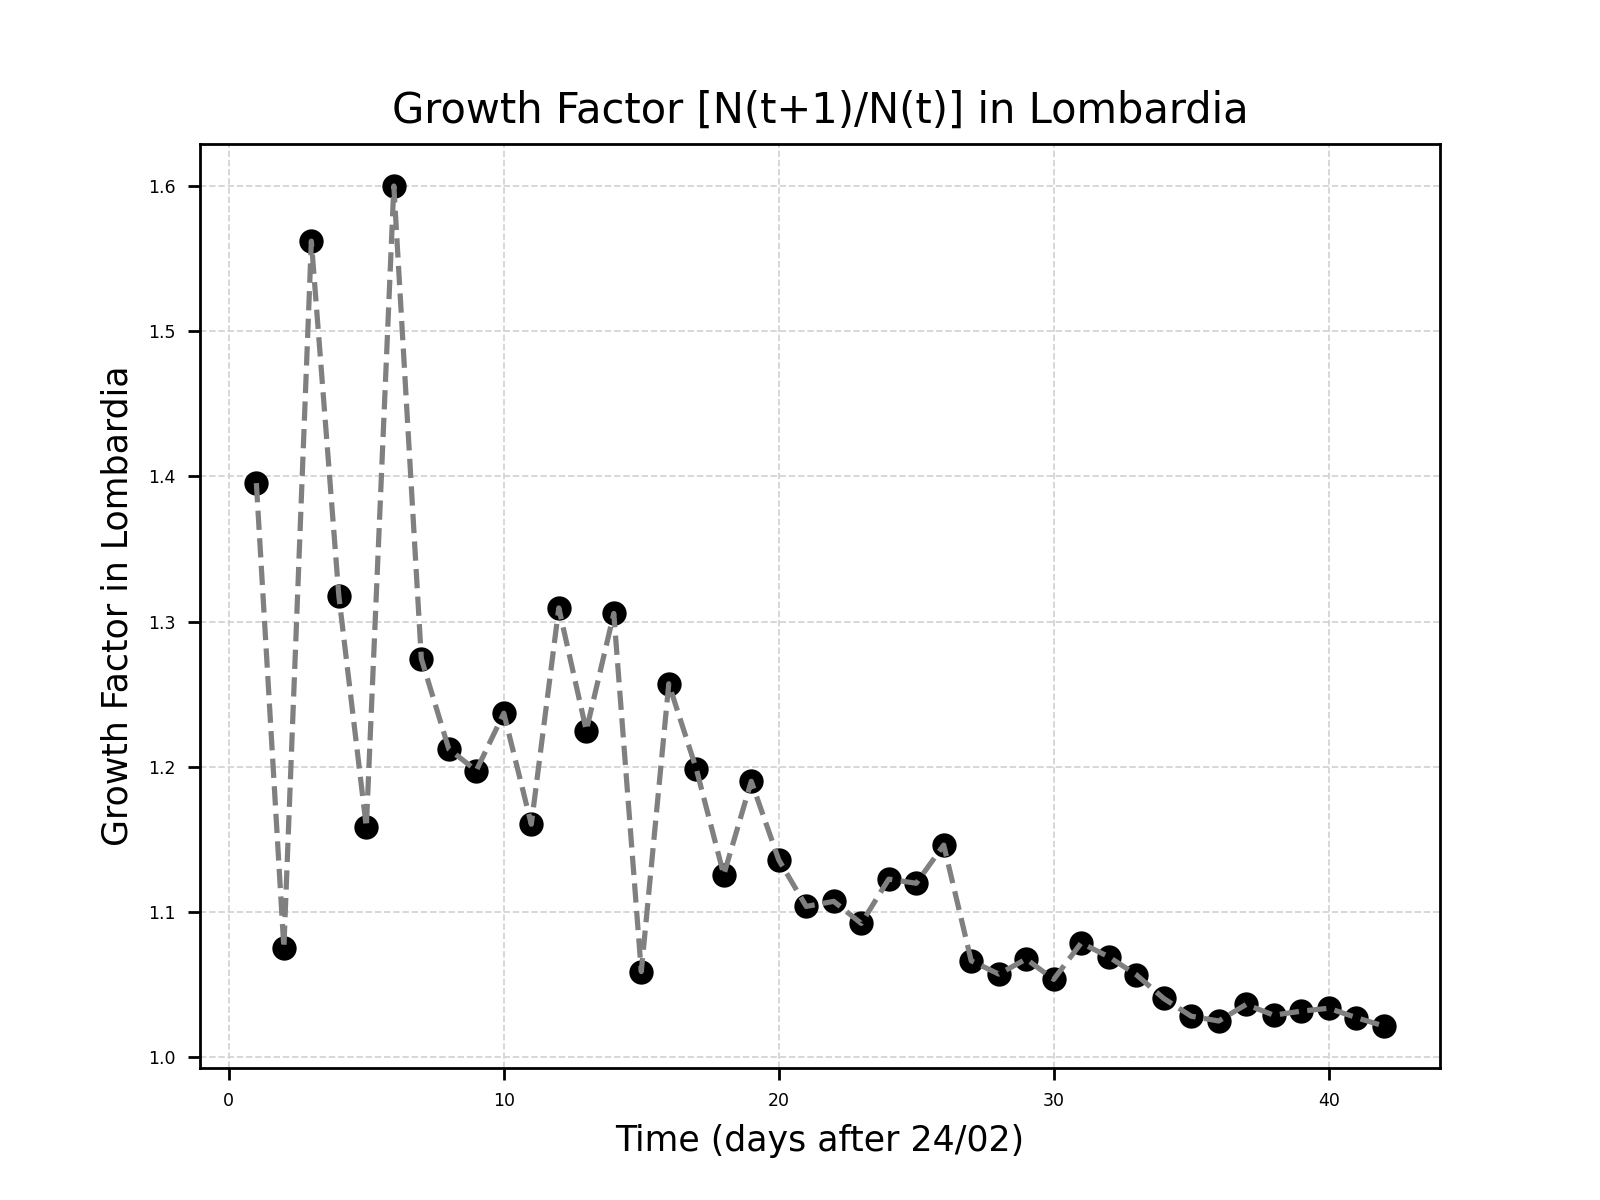 Growth Factor [N(t+1)/N(t)] in Lombardia
Growth Factor in Lombardia
1.6
1.5
1.4
1.3
1.2
1.1
1.0
0 10 20 30 40
Time (days after 24/02)